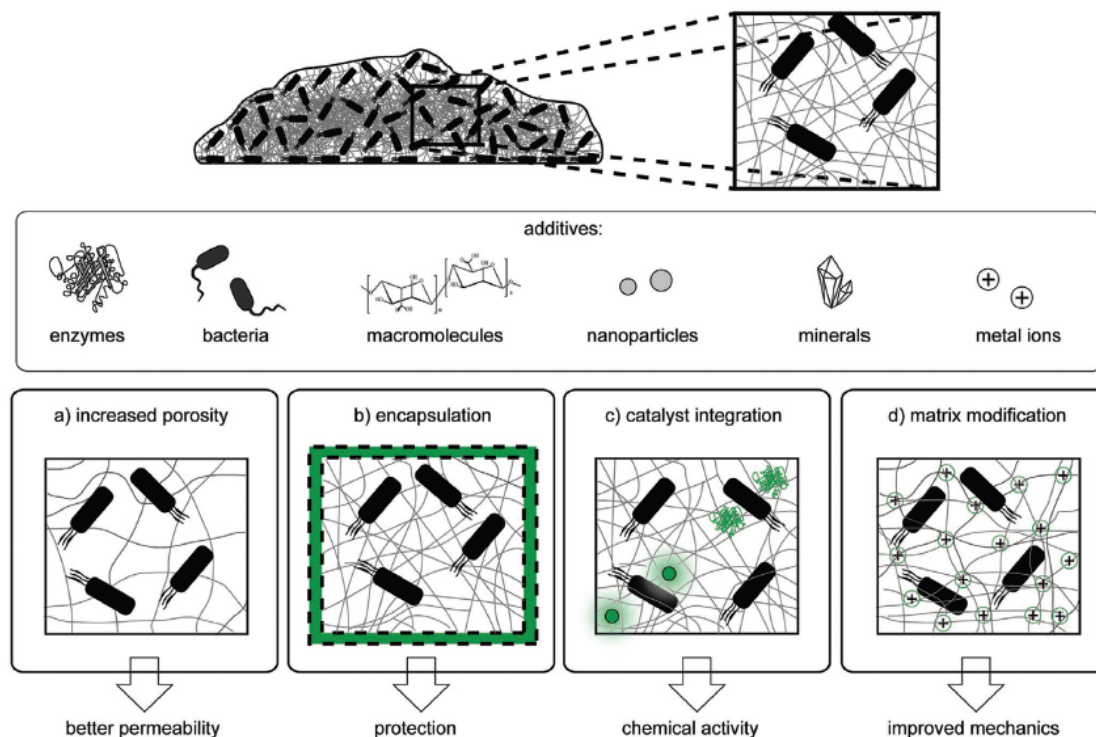 additives:
enzymes bacteria macromolecules nanoparticles minerals metal ions
a) increased porosity b) encapsulation c) catalyst integration d) matrix modification
better permeability protection chemical activity improved mechanics